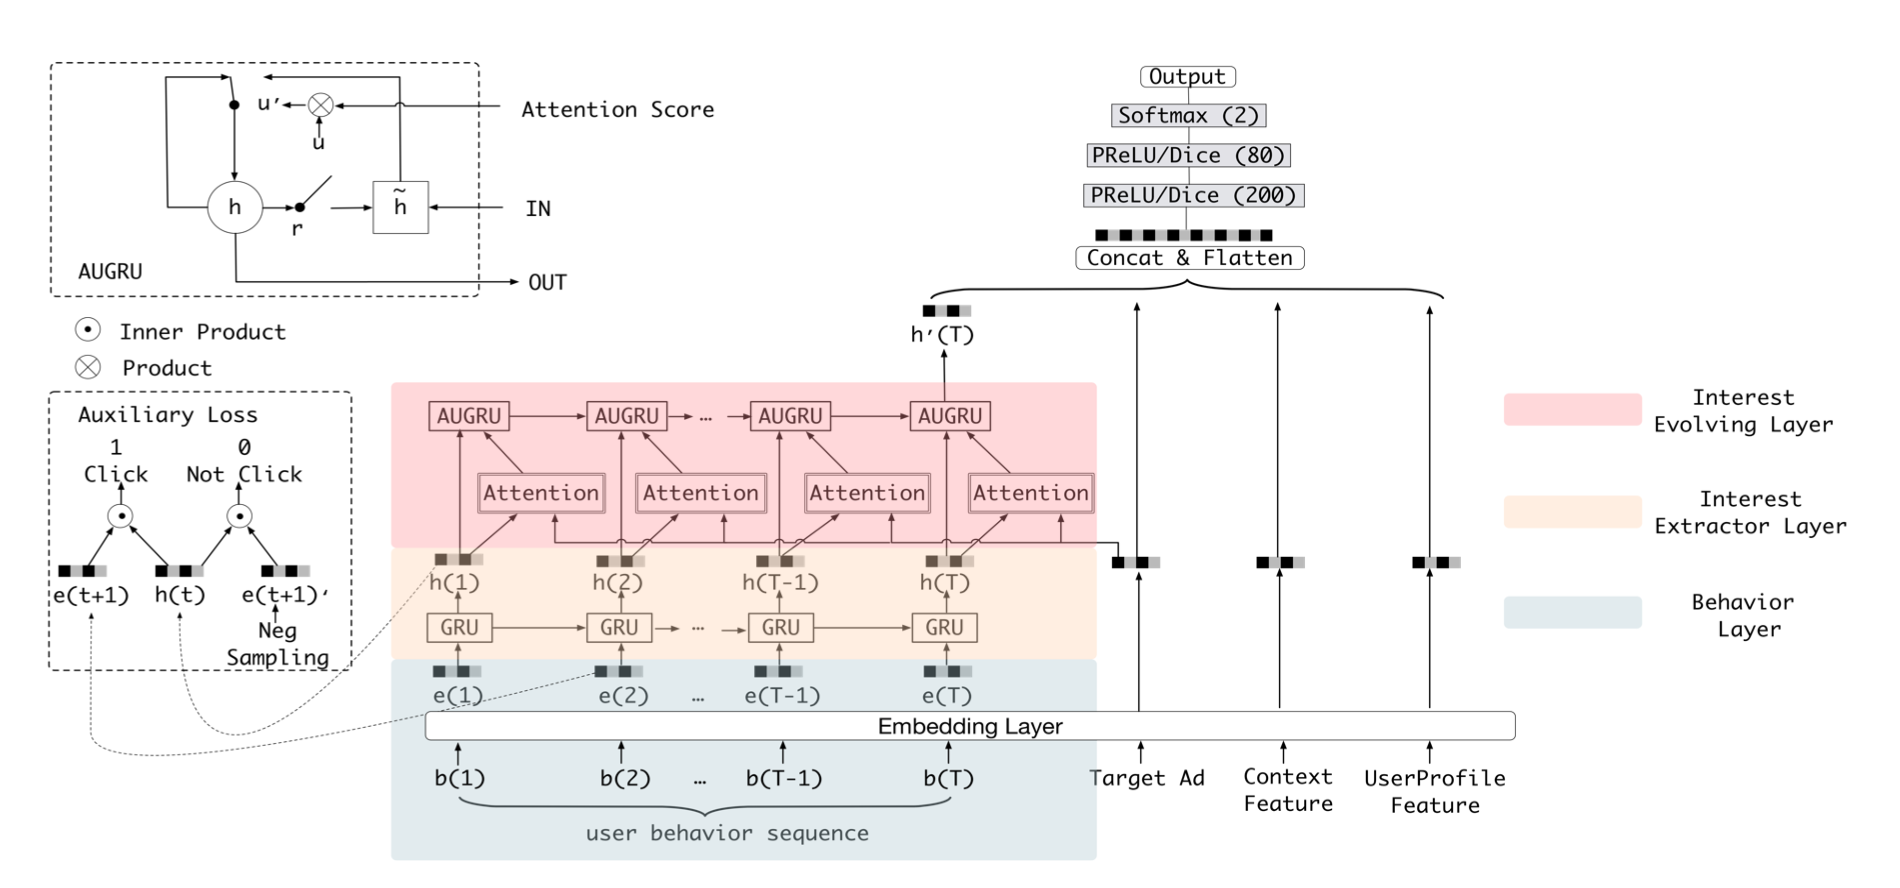 u′
u
Attention Score
h
r
h̃
IN
AUGRU
OUT
Inner Product
Product
Auxiliary Loss
1
0
Click
Not Click
e(t+1)
h(t)
e(t+1)′
Neg
Sampling
Output
Softmax (2)
PReLU/Dice (80)
PReLU/Dice (200)
Concat & Flatten
h′(T)
AUGRU
AUGRU
…
AUGRU
AUGRU
Attention
Attention
Attention
Attention
h(1)
h(2)
h(T-1)
h(T)
GRU
GRU
…
GRU
GRU
e(1)
e(2)
…
e(T-1)
e(T)
Embedding Layer
b(1)
b(2)
…
b(T-1)
b(T)
Target Ad
Context
Feature
UserProfile
Feature
user behavior sequence
Interest
Evolving Layer
Interest
Extractor Layer
Behavior
Layer